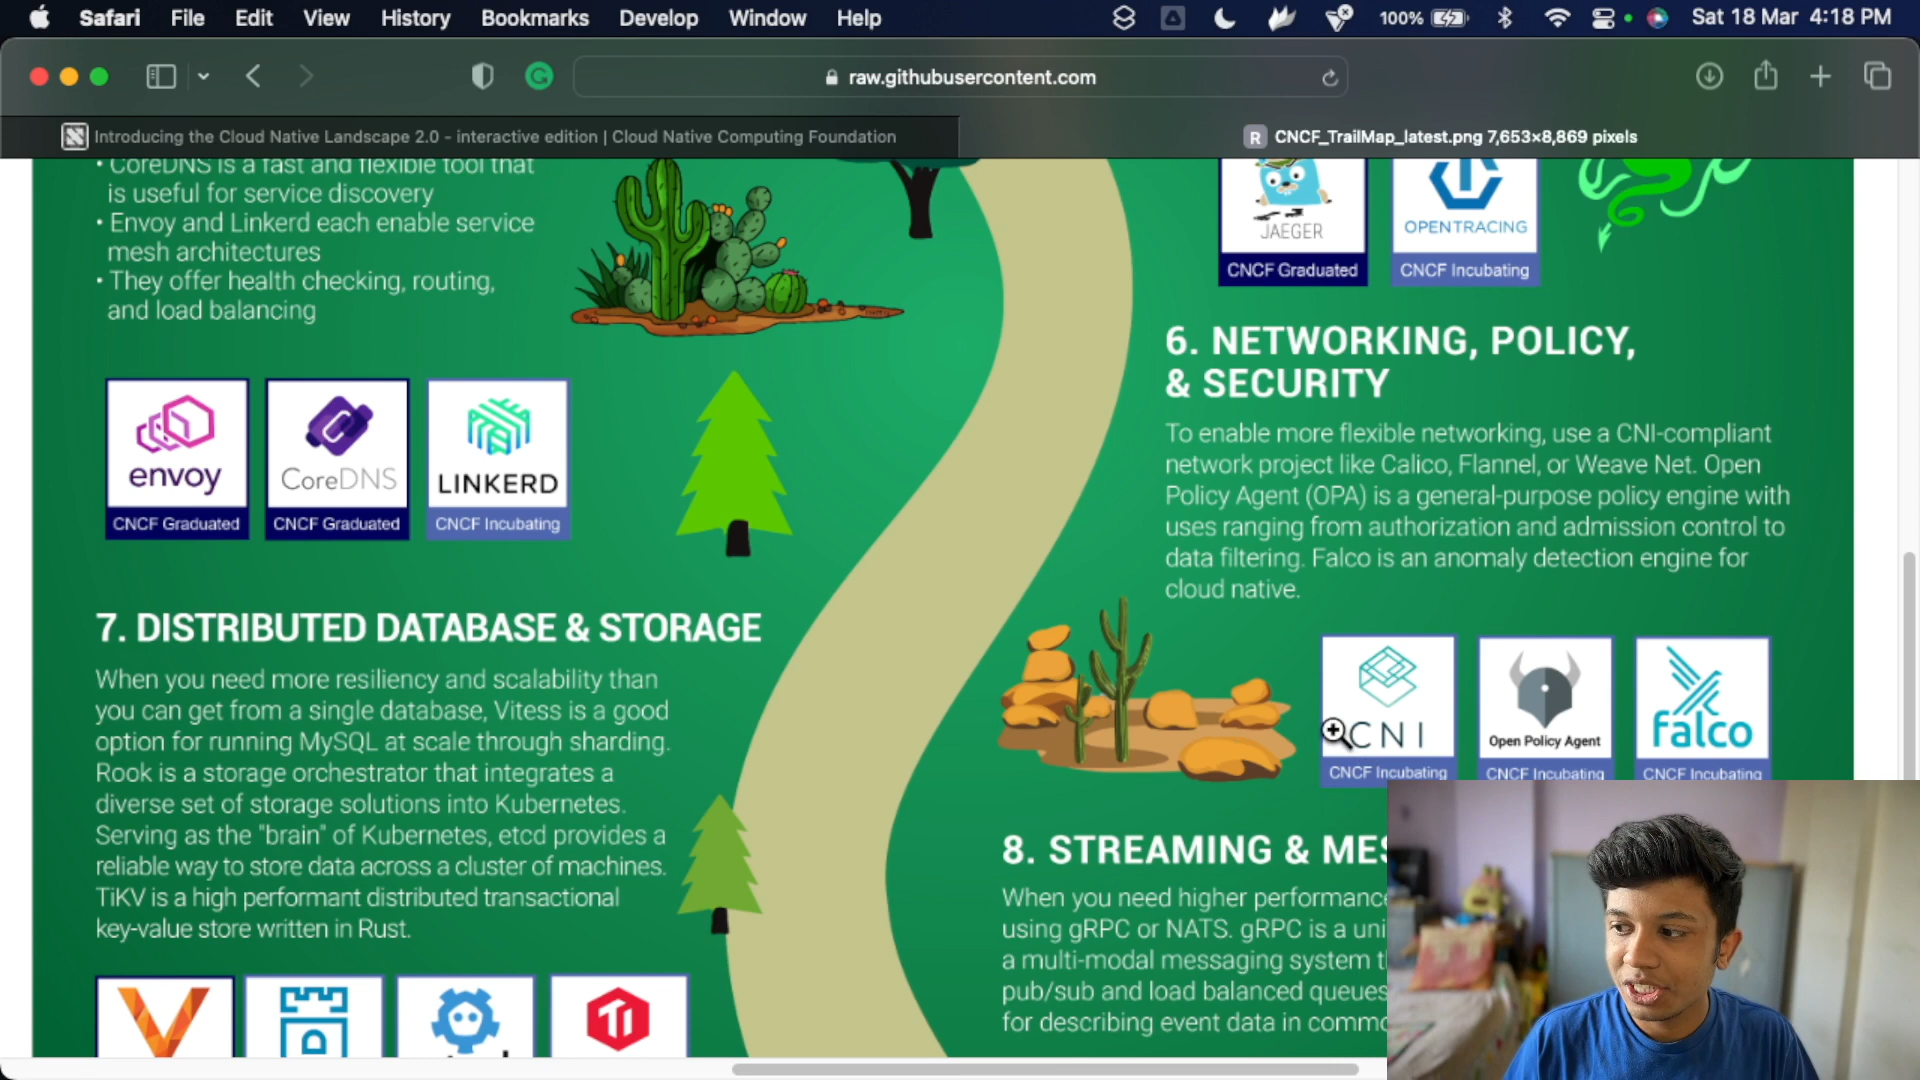 Safari File Edit View History Bookmarks Develop Window Help 100% Sat 18 Mar 4:18 PM
raw.githubusercontent.com
Introducing the Cloud Native Landscape 2.0 - interactive edition | Cloud Native Computing Foundation
R CNCF_TrailMap_latest.png 7,653×8,869 pixels
• CoreDNS is a fast and flexible tool that
is useful for service discovery
• Envoy and Linkerd each enable service
mesh architectures
• They offer health checking, routing,
and load balancing
envoy
CNCF Graduated
CoreDNS
CNCF Graduated
LINKERD
CNCF Incubating
JAEGER
CNCF Graduated
OPENTRACING
CNCF Incubating
6. NETWORKING, POLICY,
& SECURITY
To enable more flexible networking, use a CNI-compliant
network project like Calico, Flannel, or Weave Net. Open
Policy Agent (OPA) is a general-purpose policy engine with
uses ranging from authorization and admission control to
data filtering. Falco is an anomaly detection engine for
cloud native.
CNI
CNCF Incubating
Open Policy Agent
CNCF Incubating
falco
CNCF Incubating
7. DISTRIBUTED DATABASE & STORAGE
When you need more resiliency and scalability than
you can get from a single database, Vitess is a good
option for running MySQL at scale through sharding.
Rook is a storage orchestrator that integrates a
diverse set of storage solutions into Kubernetes.
Serving as the "brain" of Kubernetes, etcd provides a
reliable way to store data across a cluster of machines.
TiKV is a high performant distributed transactional
key-value store written in Rust.
8. STREAMING & MES
When you need higher performance
using gRPC or NATS. gRPC is a uni
a multi-modal messaging system t
pub/sub and load balanced queues
for describing event data in commo